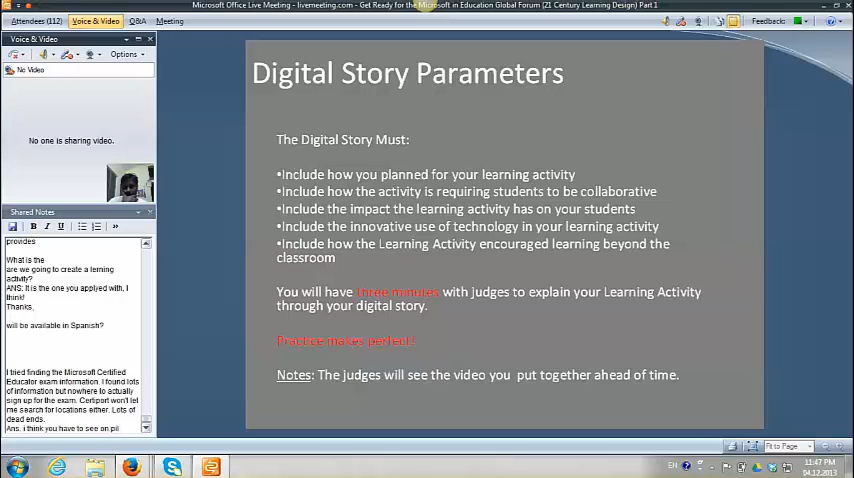 Microsoft Office Live Meeting - livemeeting.com - Get Ready for the Microsoft in Education Global Forum (21 Century Learning Design) Part 1
Attendees (112)
Voice & Video
Q&A
Meeting
Feedback:
Voice & Video
Options
No Video
No one is sharing video.
Shared Notes
B I U
»
provides
What is the
are we going to create a lerning
activity?
ANS: It is the one you applyed with, I
think!
Thanks,
will be available in Spanish?
I tried finding the Microsoft Certified
Educator exam information. I found lots
of information but nowhere to actually
sign up for the exam. Certiport won't let
me search for locations either. Lots of
dead ends.
Ans. i think you have to see on pil
Digital Story Parameters
The Digital Story Must:
•Include how you planned for your learning activity
•Include how the activity is requiring students to be collaborative
•Include the impact the learning activity has on your students
•Include the innovative use of technology in your learning activity
•Include how the Learning Activity encouraged learning beyond the
classroom
You will have three minutes with judges to explain your Learning Activity
through your digital story.
Practice makes perfect!
Notes: The judges will see the video you put together ahead of time.
Fit to Page
EN
11:47 PM
04.12.2013